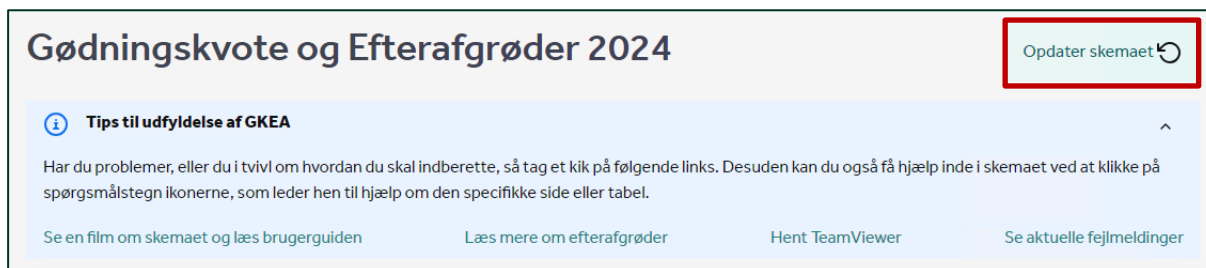 Gødningskvote og Efterafgrøder 2024
Opdater skemaet
Tips til udfyldelse af GKEA
Har du problemer, eller du i tvivl om hvordan du skal indberette, så tag et kik på følgende links. Desuden kan du også få hjælp inde i skemaet ved at klikke på
spørgsmålstegn ikonerne, som leder hen til hjælp om den specifikke side eller tabel.
Se en film om skemaet og læs brugerguiden Læs mere om efterafgrøder Hent TeamViewer Se aktuelle fejlmeldinger